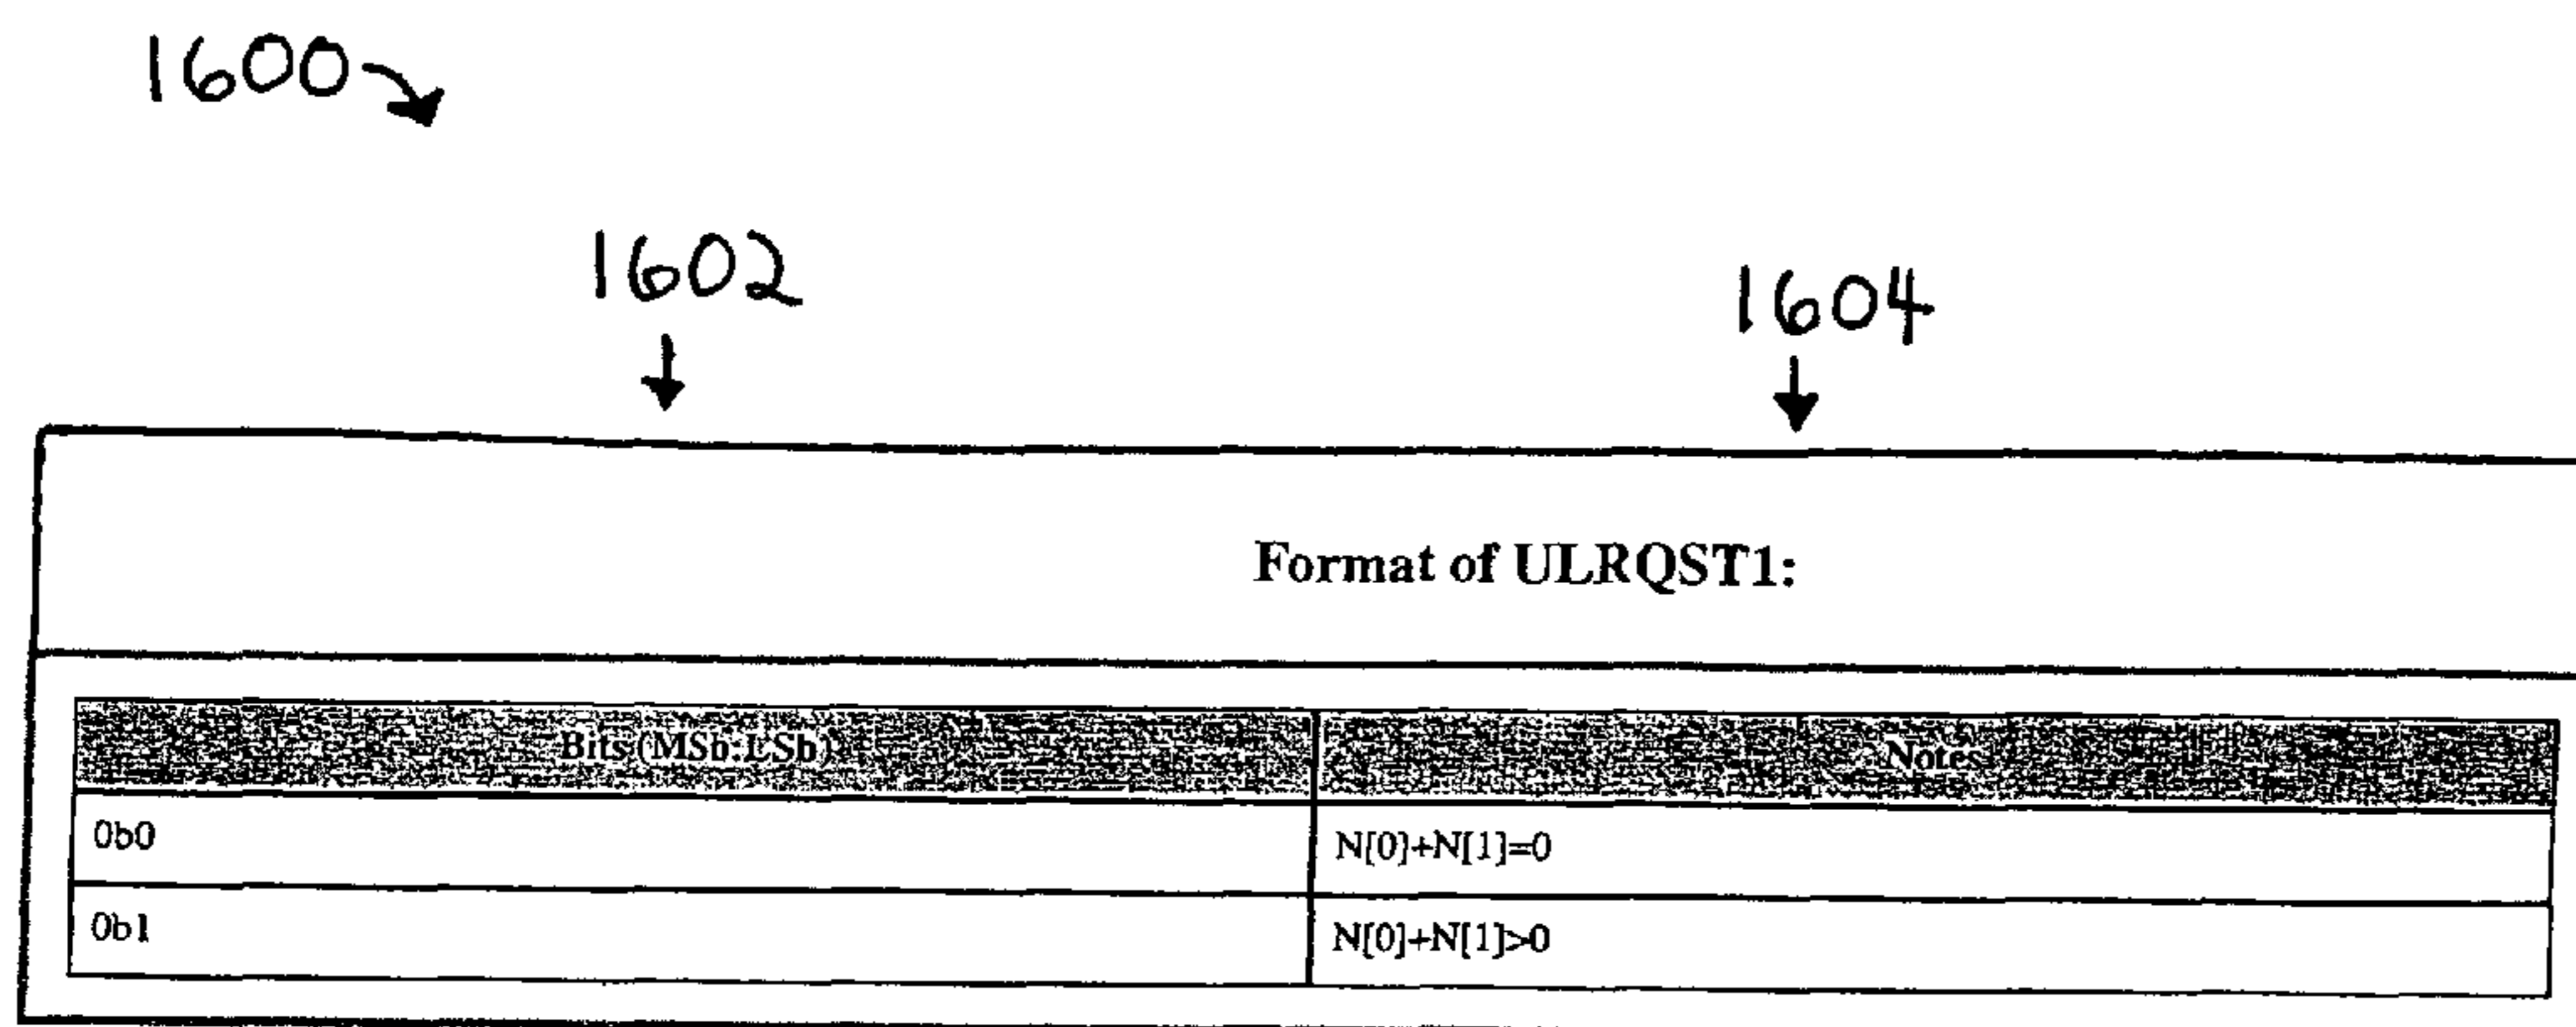 1600
1602
1604
Format of ULRQST1:
Bits (MSb:LSb)
Notes
0b0
N[0]+N[1]=0
0b1
N[0]+N[1]>0